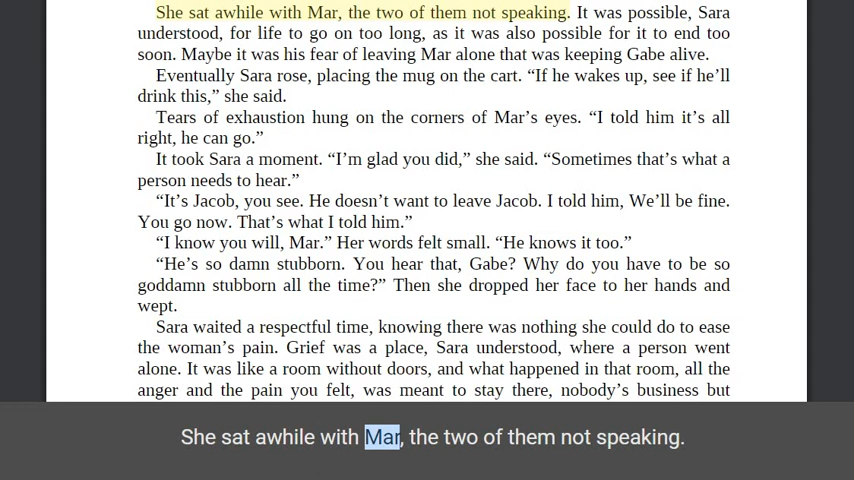 She sat awhile with Mar, the two of them not speaking. It was possible, Sara
understood, for life to go on too long, as it was also possible for it to end too
soon. Maybe it was his fear of leaving Mar alone that was keeping Gabe alive.
Eventually Sara rose, placing the mug on the cart. “If he wakes up, see if he’ll
drink this,” she said.
Tears of exhaustion hung on the corners of Mar’s eyes. “I told him it’s all
right, he can go.”
It took Sara a moment. “I’m glad you did,” she said. “Sometimes that’s what a
person needs to hear.”
“It’s Jacob, you see. He doesn’t want to leave Jacob. I told him, We’ll be fine.
You go now. That’s what I told him.”
“I know you will, Mar.” Her words felt small. “He knows it too.”
“He’s so damn stubborn. You hear that, Gabe? Why do you have to be so
goddamn stubborn all the time?” Then she dropped her face to her hands and
wept.
Sara waited a respectful time, knowing there was nothing she could do to ease
the woman’s pain. Grief was a place, Sara understood, where a person went
alone. It was like a room without doors, and what happened in that room, all the
anger and the pain you felt, was meant to stay there, nobody’s business but
She sat awhile with Mar, the two of them not speaking.